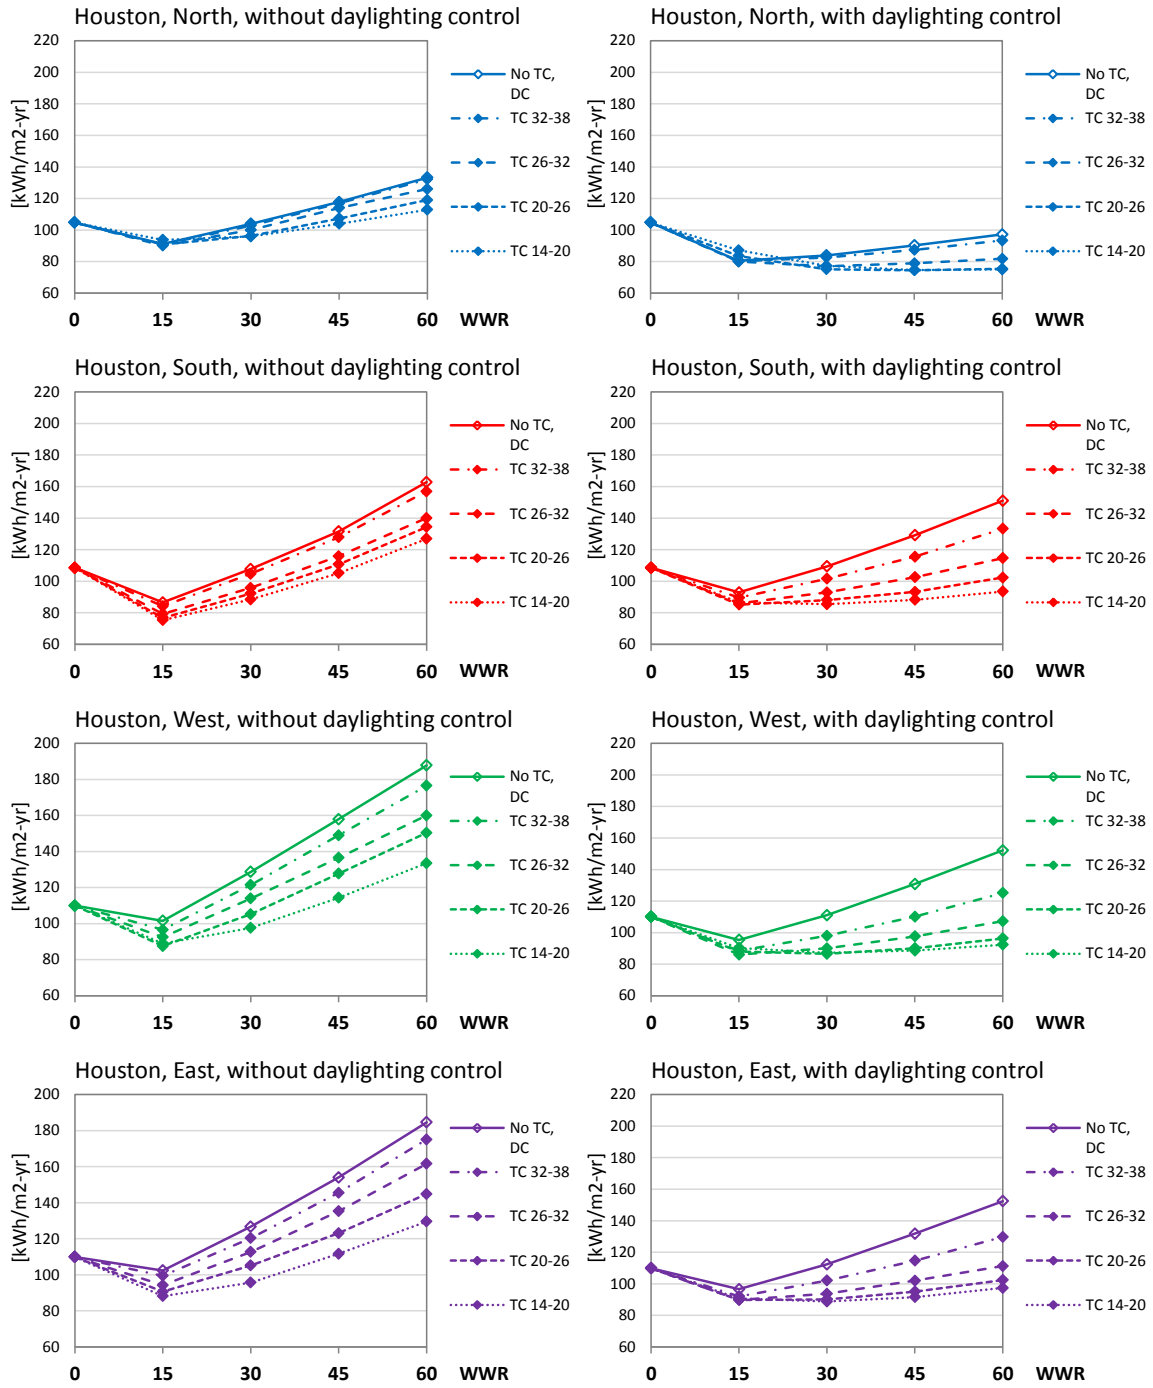 Houston, North, without daylighting control
220
200
180
160
140
120
100
80
60
[kWh/m2-yr]
0 15 30 45 60 WWR
No TC,
DC
TC 32-38
TC 26-32
TC 20-26
TC 14-20
Houston, North, with daylighting control
220
200
180
160
140
120
100
80
60
0 15 30 45 60 WWR
No TC,
DC
TC 32-38
TC 26-32
TC 20-26
TC 14-20
Houston, South, without daylighting control
220
200
180
160
140
120
100
80
60
[kWh/m2-yr]
0 15 30 45 60 WWR
No TC,
DC
TC 32-38
TC 26-32
TC 20-26
TC 14-20
Houston, South, with daylighting control
220
200
180
160
140
120
100
80
60
[kWh/m2-yr]
0 15 30 45 60 WWR
No TC,
DC
TC 32-38
TC 26-32
TC 20-26
TC 14-20
Houston, West, without daylighting control
200
180
160
140
120
100
80
60
[kWh/m2-yr]
0 15 30 45 60 WWR
No TC,
DC
TC 32-38
TC 26-32
TC 20-26
TC 14-20
Houston, West, with daylighting control
220
200
180
160
140
120
100
80
60
[kWh/m2-yr]
0 15 30 45 60 WWR
No TC,
DC
TC 32-38
TC 26-32
TC 20-26
TC 14-20
Houston, East, without daylighting control
200
180
160
140
120
100
80
60
[kWh/m2-yr]
0 15 30 45 60 WWR
No TC,
DC
TC 32-38
TC 26-32
TC 20-26
TC 14-20
Houston, East, with daylighting control
220
200
180
160
140
120
100
80
60
[kWh/m2-yr]
0 15 30 45 60 WWR
No TC,
DC
TC 32-38
TC 26-32
TC 20-26
TC 14-20